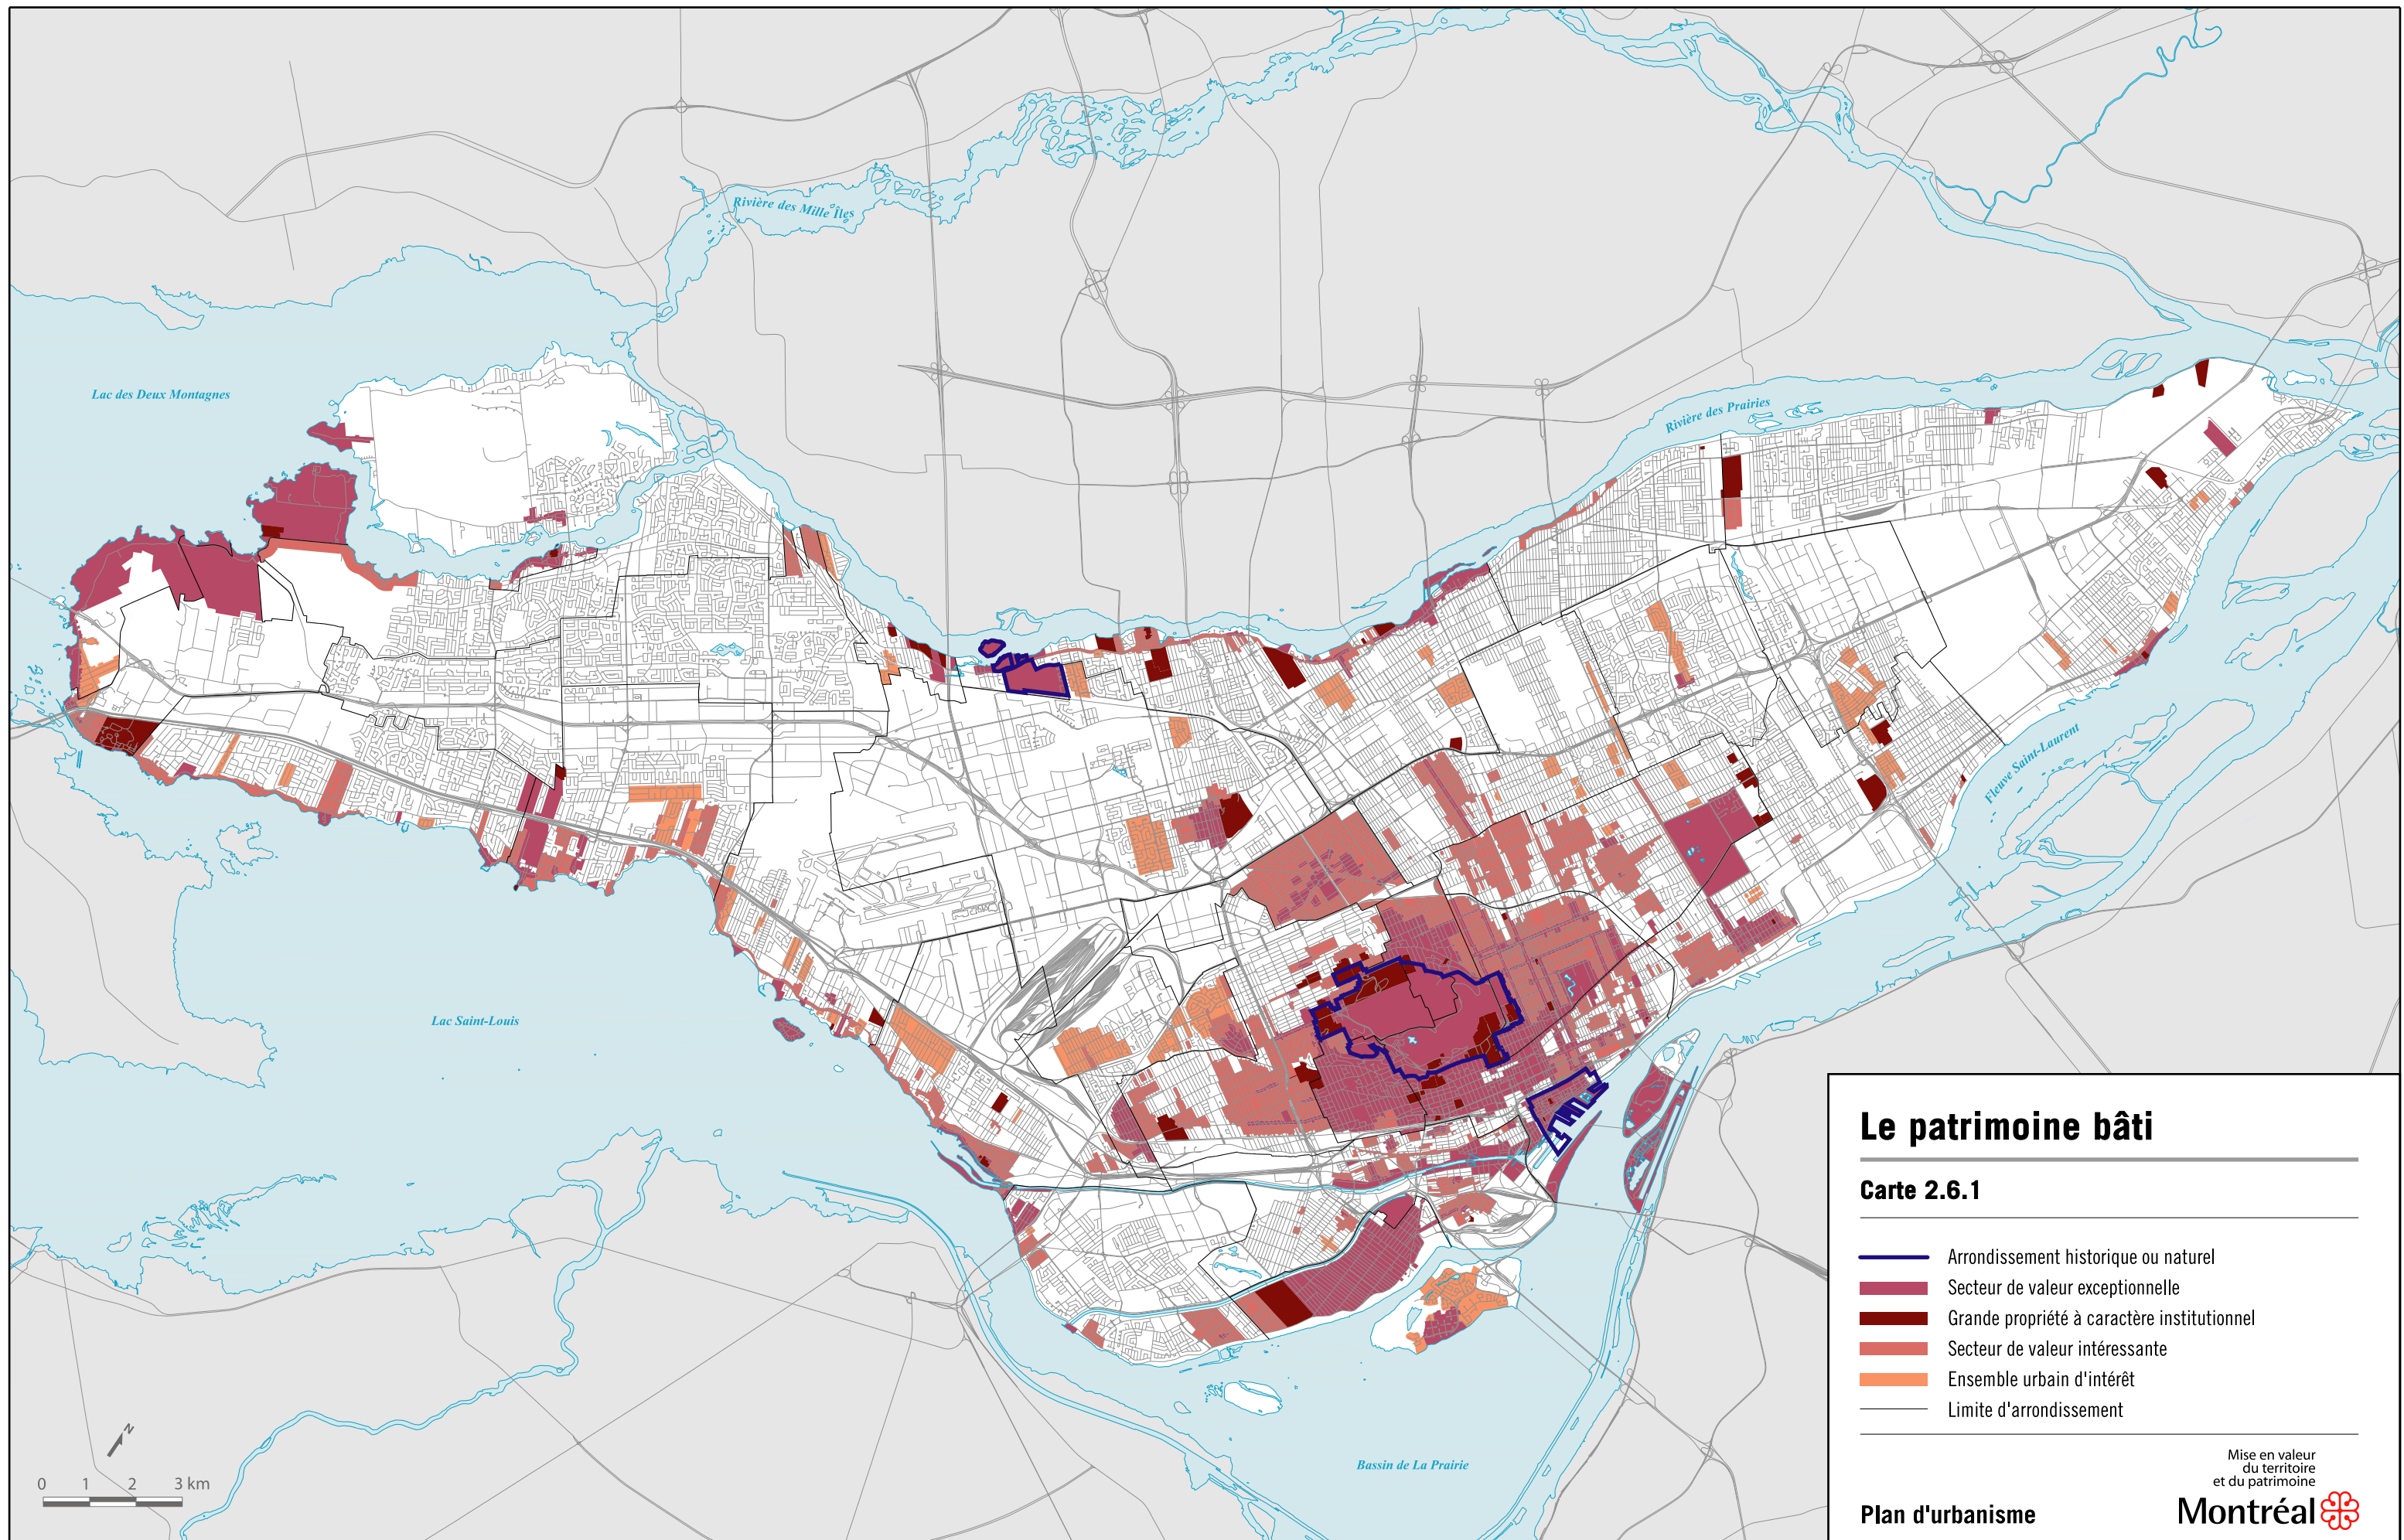 Rivière des Mille Îles
Lac des Deux Montagnes
Rivière des Prairies
Fleuve Saint-Laurent
Lac Saint-Louis
Bassin de La Prairie
N
0 1 2 3 km
Le patrimoine bâti
Carte 2.6.1
Arrondissement historique ou naturel
Secteur de valeur exceptionnelle
Grande propriété à caractère institutionnel
Secteur de valeur intéressante
Ensemble urbain d'intérêt
Limite d'arrondissement
Mise en valeur
du territoire
et du patrimoine
Plan d'urbanisme
Montréal